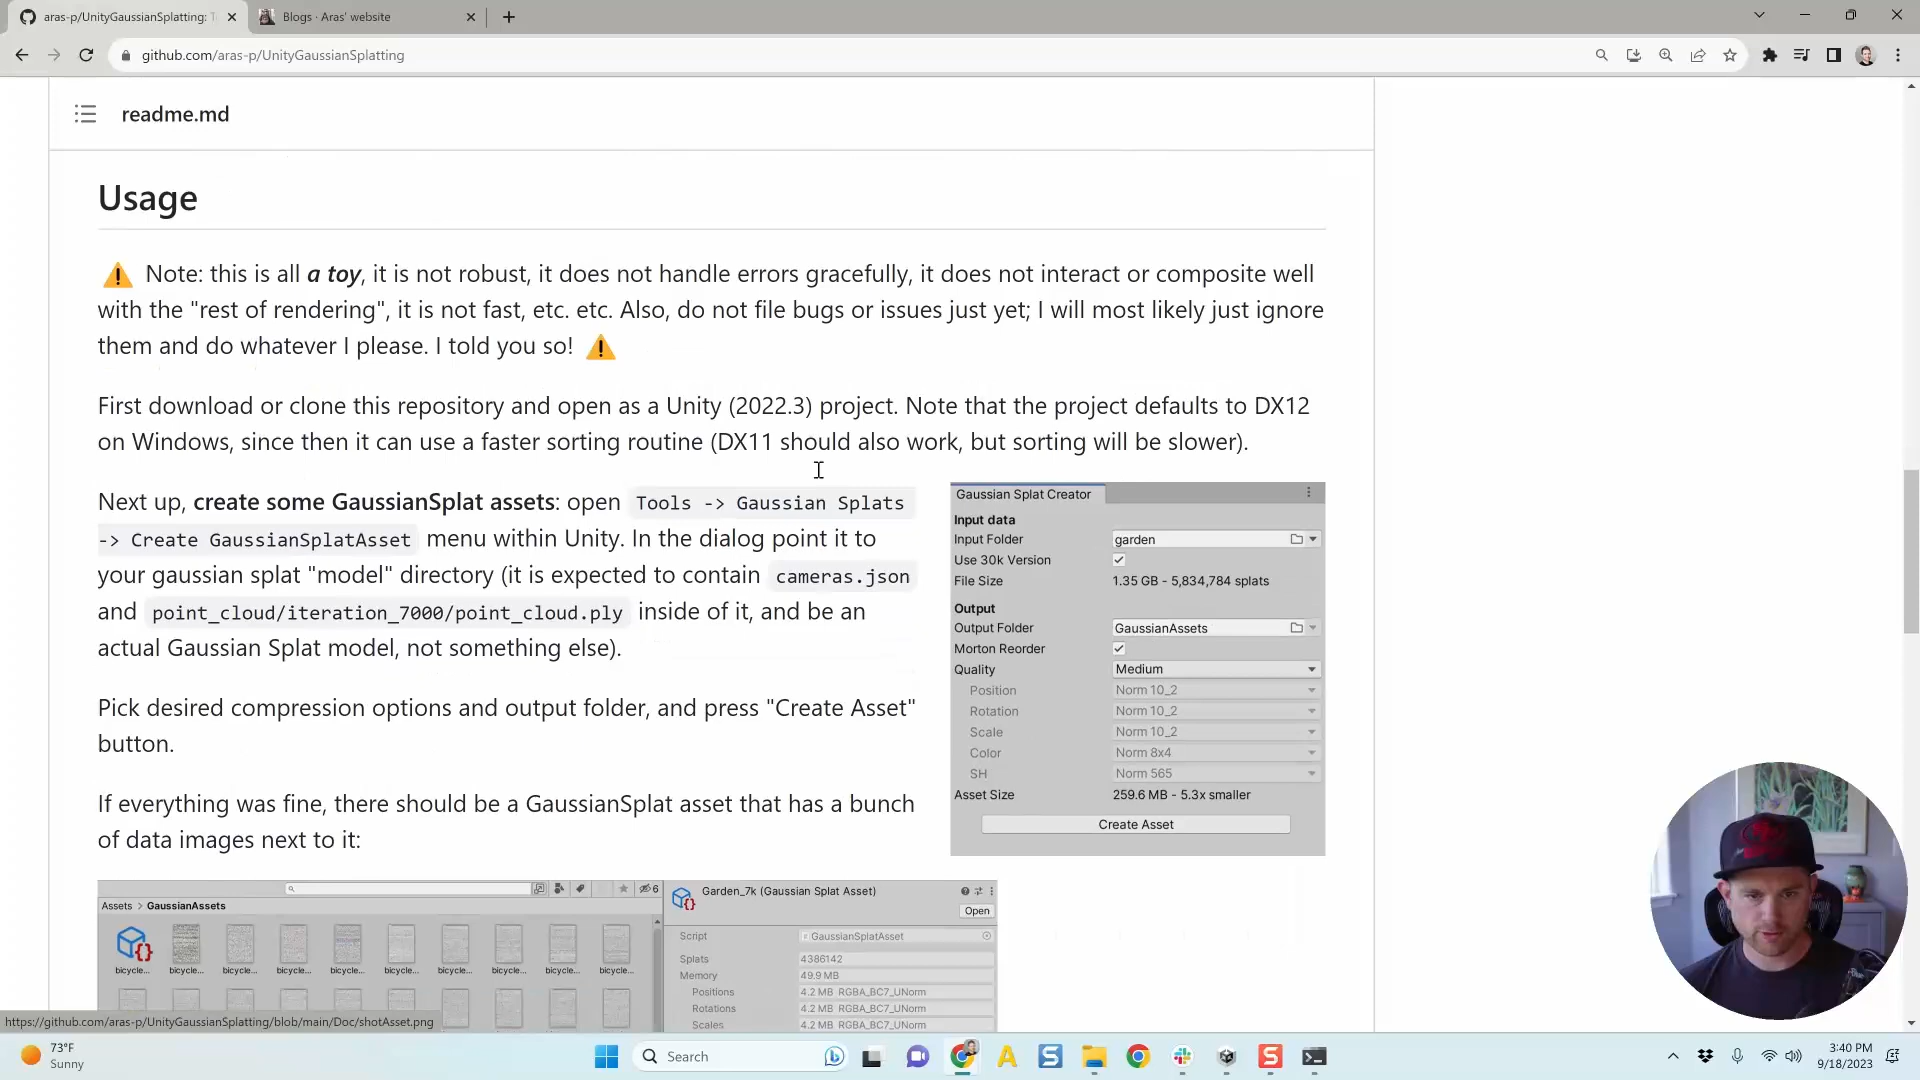 aras-p/UnityGaussianSplatting: T
Blogs · Aras' website
github.com/aras-p/UnityGaussianSplatting
readme.md
Usage
⚠ Note: this is all a toy, it is not robust, it does not handle errors gracefully, it does not interact or composite well
with the "rest of rendering", it is not fast, etc. etc. Also, do not file bugs or issues just yet; I will most likely just ignore
them and do whatever I please. I told you so! ⚠
First download or clone this repository and open as a Unity (2022.3) project. Note that the project defaults to DX12
on Windows, since then it can use a faster sorting routine (DX11 should also work, but sorting will be slower).
Next up, create some GaussianSplat assets: open Tools -> Gaussian Splats
-> Create GaussianSplatAsset menu within Unity. In the dialog point it to
your gaussian splat "model" directory (it is expected to contain cameras.json
and point_cloud/iteration_7000/point_cloud.ply inside of it, and be an
actual Gaussian Splat model, not something else).
Pick desired compression options and output folder, and press "Create Asset"
button.
If everything was fine, there should be a GaussianSplat asset that has a bunch
of data images next to it:
Gaussian Splat Creator
Input data
Input Folder garden
Use 30k Version
File Size 1.35 GB - 5,834,784 splats
Output
Output Folder GaussianAssets
Morton Reorder
Quality Medium
Position Norm 10_2
Rotation Norm 10_2
Scale Norm 10_2
Color Norm 8x4
SH Norm 565
Asset Size 259.6 MB - 5.3x smaller
Create Asset
6
Assets > GaussianAssets
bicycle... bicycle... bicycle... bicycle... bicycle... bicycle... bicycle... bicycle... bicycle... bicycle...
Garden_7k (Gaussian Splat Asset)
Open
Script GaussianSplatAsset
Splats 4386142
Memory 49.9 MB
Positions 4.2 MB RGBA_BC7_UNorm
Rotations 4.2 MB RGBA_BC7_UNorm
Scales 4.2 MB RGBA_BC7_UNorm
https://github.com/aras-p/UnityGaussianSplatting/blob/main/Doc/shotAsset.png
73°F
Sunny
Search
3:40 PM
9/18/2023